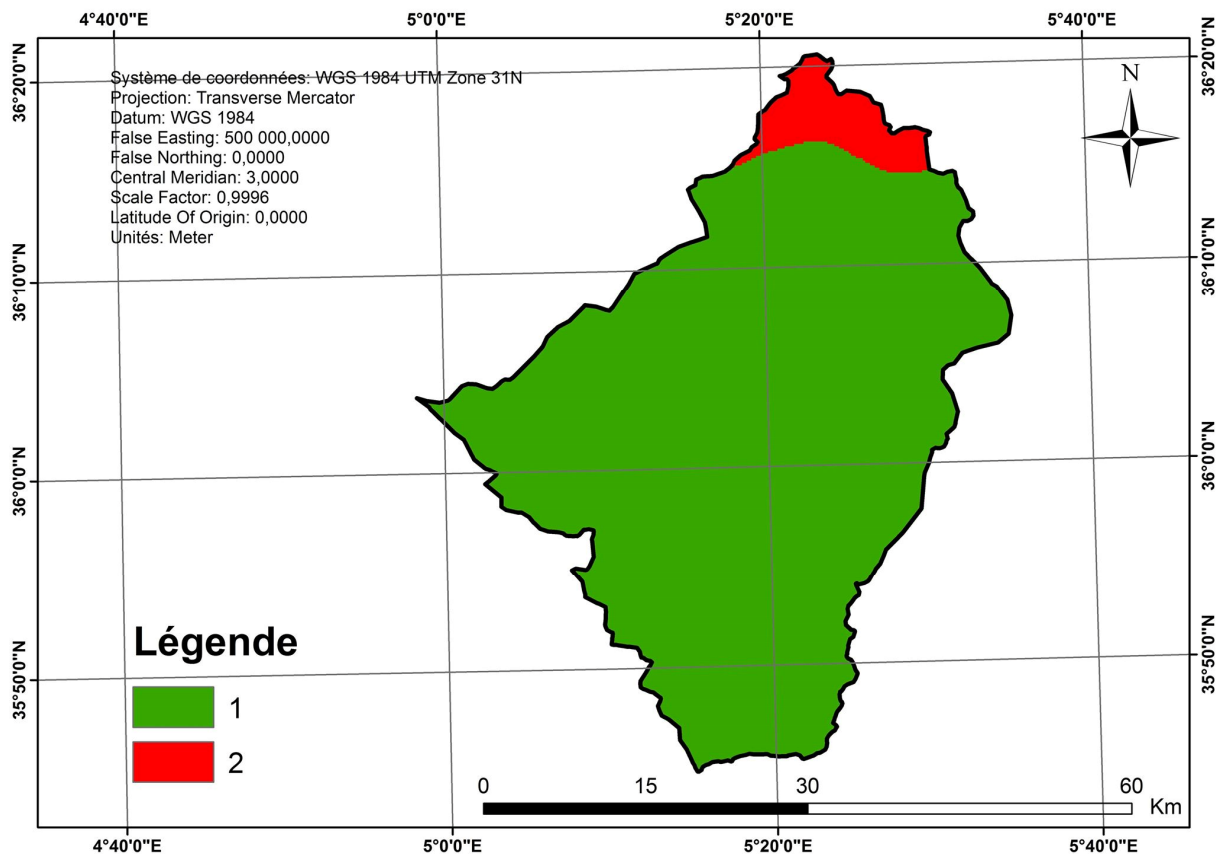 4°40'0"E 5°0'0"E 5°20'0"E 5°40'0"E
36°20'0"N
36°20'0"N
Système de coordonnées: WGS 1984 UTM Zone 31N
Projection: Transverse Mercator
Datum: WGS 1984
False Easting: 500 000,0000
False Northing: 0,0000
Central Meridian: 3,0000
Scale Factor: 0,9996
Latitude Of Origin: 0,0000
Unités: Meter
N
36°10'0"N
36°10'0"N
36°0'0"N
36°0'0"N
35°50'0"N
35°50'0"N
Légende
1
2
0 15 30 60
Km
4°40'0"E 5°0'0"E 5°20'0"E 5°40'0"E